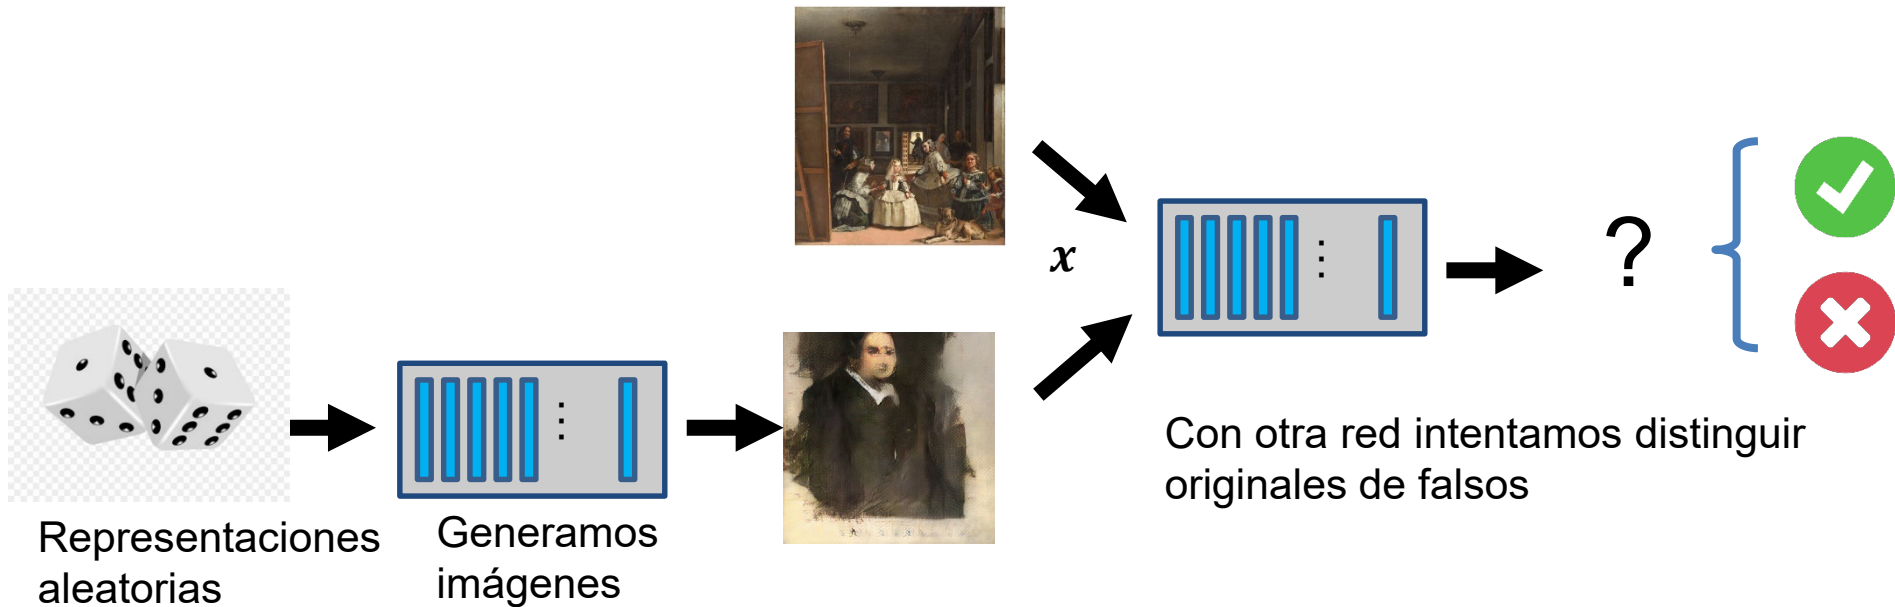 x
?
Con otra red intentamos distinguir
originales de falsos
Representaciones
aleatorias
Generamos
imágenes